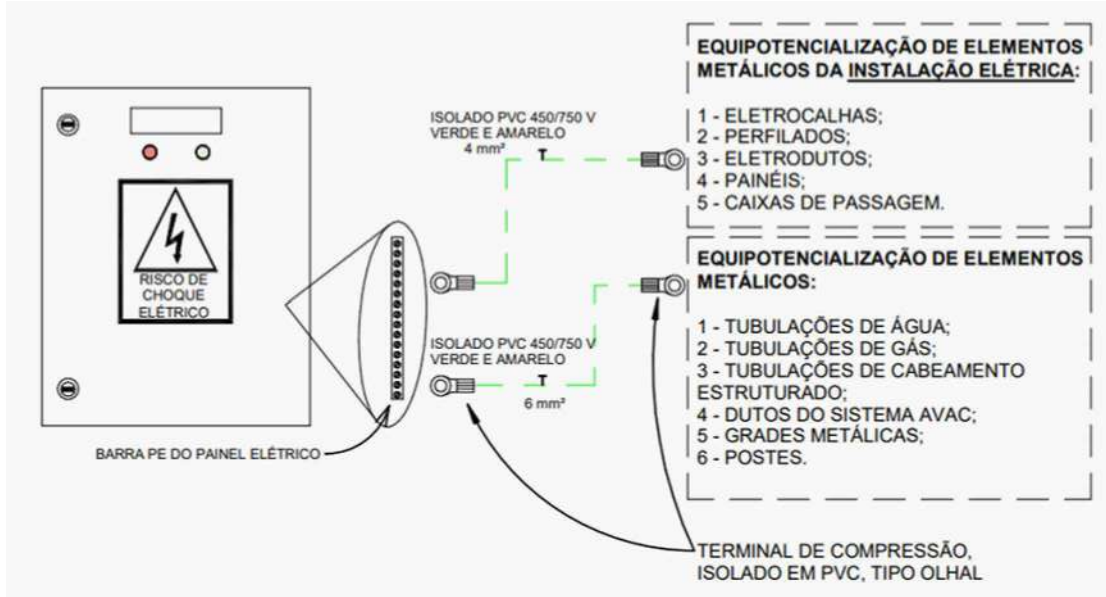 EQUIPOTENCIALIZAÇÃO DE ELEMENTOS
METÁLICOS DA INSTALAÇÃO ELÉTRICA:
1 - ELETROCALHAS;
2 - PERFILADOS;
3 - ELETRODUTOS;
4 - PAINÉIS;
5 - CAIXAS DE PASSAGEM.
ISOLADO PVC 450/750 V
VERDE E AMARELO
4 mm²
T
RISCO DE
CHOQUE
ELÉTRICO
EQUIPOTENCIALIZAÇÃO DE ELEMENTOS
METÁLICOS:
1 - TUBULAÇÕES DE ÁGUA;
2 - TUBULAÇÕES DE GÁS;
3 - TUBULAÇÕES DE CABEAMENTO
ESTRUTURADO;
4 - DUTOS DO SISTEMA AVAC;
5 - GRADES METÁLICAS;
6 - POSTES.
ISOLADO PVC 450/750 V
VERDE E AMARELO
T
6 mm²
BARRA PE DO PAINEL ELÉTRICO
TERMINAL DE COMPRESSÃO,
ISOLADO EM PVC, TIPO OLHAL